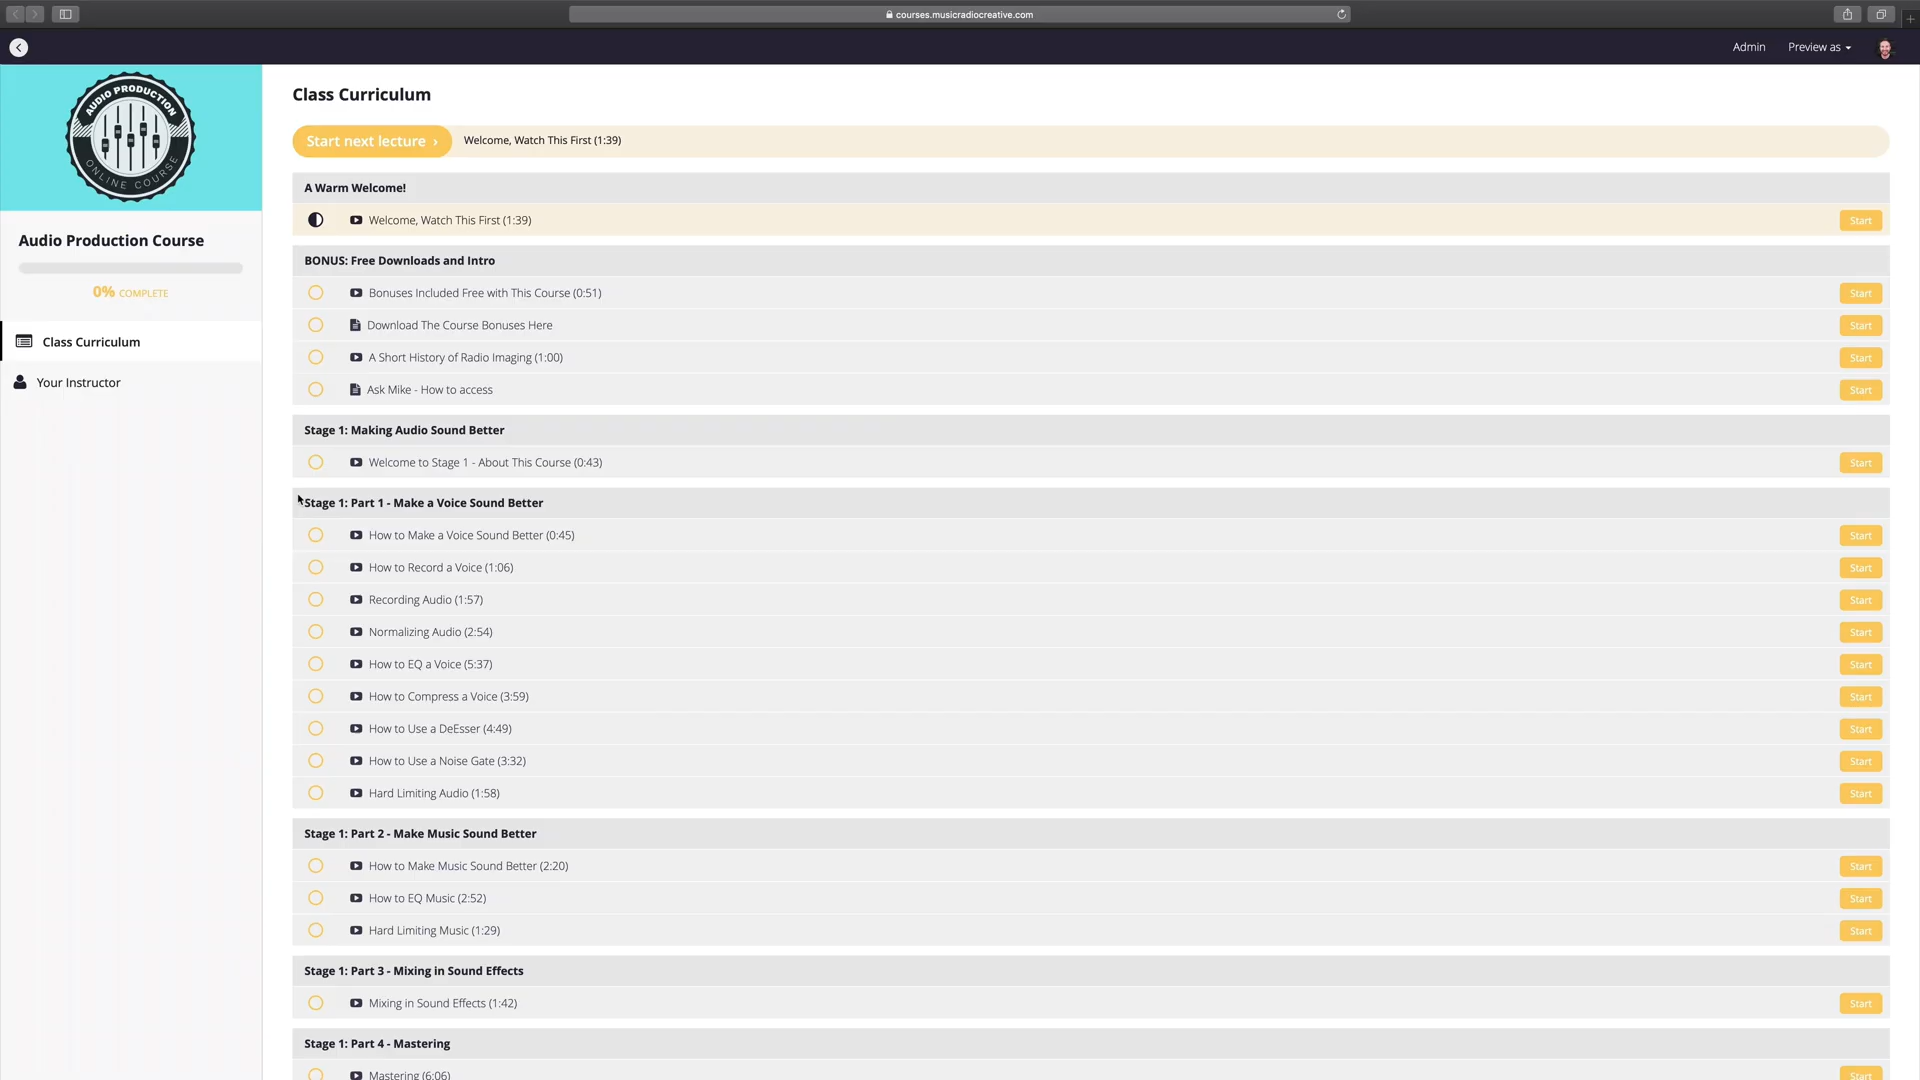 courses.musicradiocreative.com
Admin
Preview as
AUDIO PRODUCTION
ONLINE COURSE
Audio Production Course
0% COMPLETE
Class Curriculum
Your Instructor
Class Curriculum
Start next lecture ›
Welcome, Watch This First (1:39)
A Warm Welcome!
Welcome, Watch This First (1:39)
Start
BONUS: Free Downloads and Intro
Bonuses Included Free with This Course (0:51)
Start
Download The Course Bonuses Here
Start
A Short History of Radio Imaging (1:00)
Start
Ask Mike - How to access
Start
Stage 1: Making Audio Sound Better
Welcome to Stage 1 - About This Course (0:43)
Start
Stage 1: Part 1 - Make a Voice Sound Better
How to Make a Voice Sound Better (0:45)
Start
How to Record a Voice (1:06)
Start
Recording Audio (1:57)
Start
Normalizing Audio (2:54)
Start
How to EQ a Voice (5:37)
Start
How to Compress a Voice (3:59)
Start
How to Use a DeEsser (4:49)
Start
How to Use a Noise Gate (3:32)
Start
Hard Limiting Audio (1:58)
Start
Stage 1: Part 2 - Make Music Sound Better
How to Make Music Sound Better (2:20)
Start
How to EQ Music (2:52)
Start
Hard Limiting Music (1:29)
Start
Stage 1: Part 3 - Mixing in Sound Effects
Mixing in Sound Effects (1:42)
Start
Stage 1: Part 4 - Mastering
Mastering (6:06)
Start